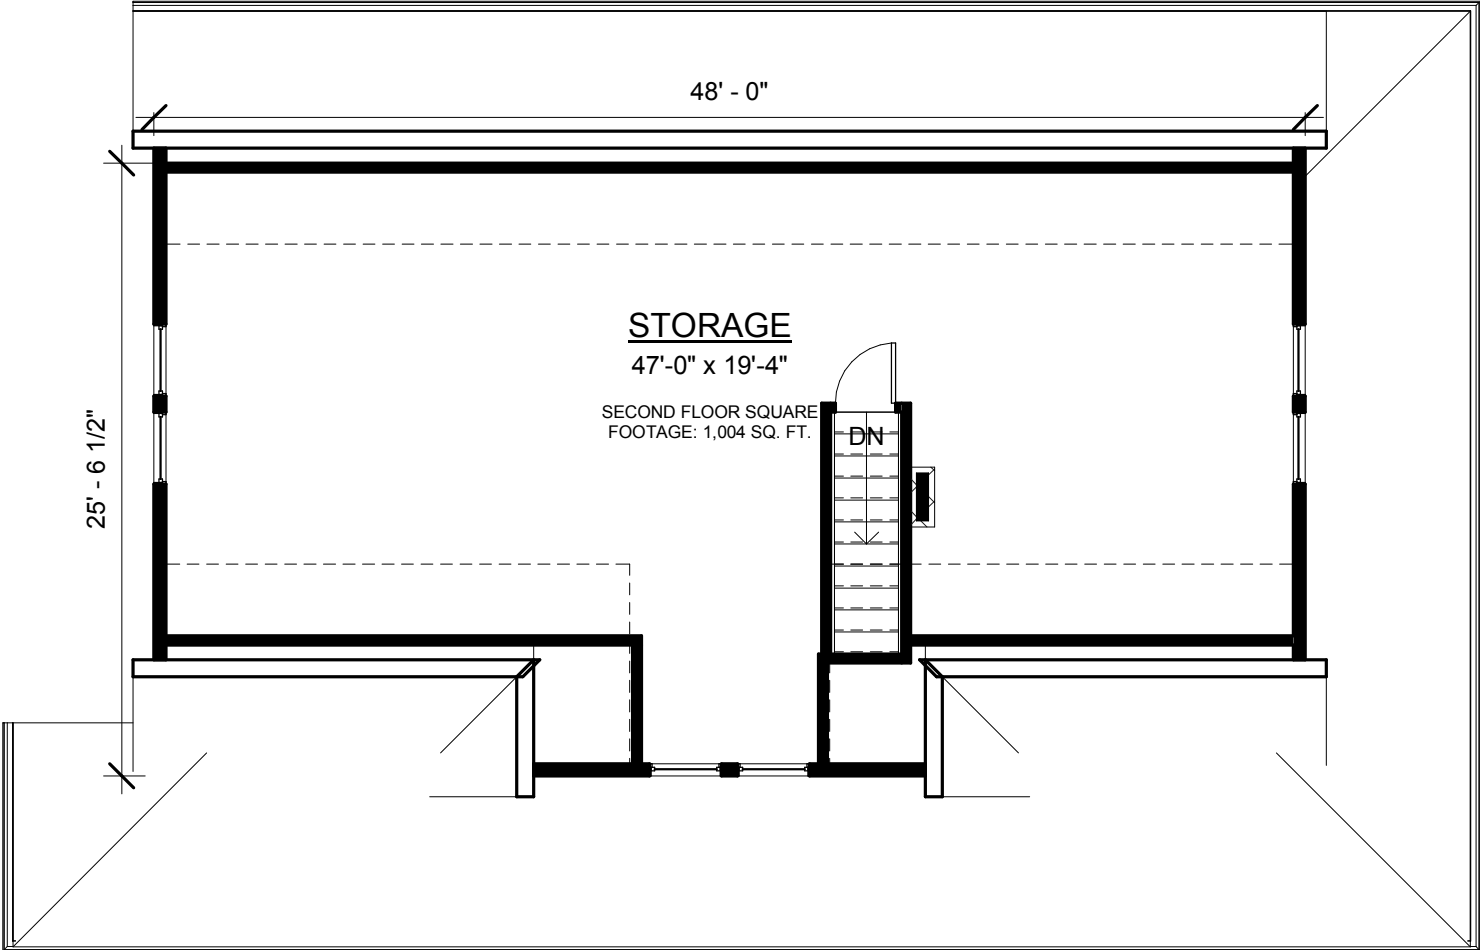 48' - 0"
STORAGE
47'-0" x 19'-4"
SECOND FLOOR SQUARE
FOOTAGE: 1,004 SQ. FT.
DN
25' - 6 1/2"